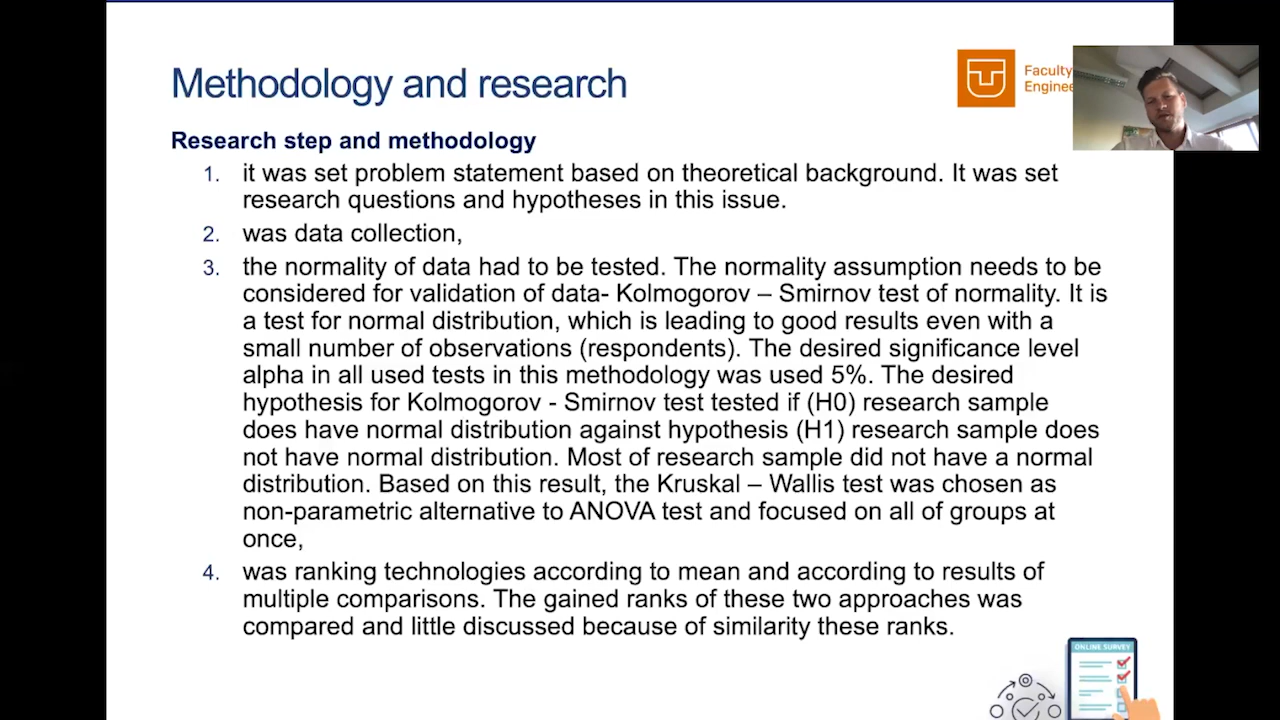 Methodology and research
Faculty
Enginee
Research step and methodology
1. it was set problem statement based on theoretical background. It was set
research questions and hypotheses in this issue.
2. was data collection,
3. the normality of data had to be tested. The normality assumption needs to be
considered for validation of data- Kolmogorov – Smirnov test of normality. It is
a test for normal distribution, which is leading to good results even with a
small number of observations (respondents). The desired significance level
alpha in all used tests in this methodology was used 5%. The desired
hypothesis for Kolmogorov - Smirnov test tested if (H0) research sample
does have normal distribution against hypothesis (H1) research sample does
not have normal distribution. Most of research sample did not have a normal
distribution. Based on this result, the Kruskal – Wallis test was chosen as
non-parametric alternative to ANOVA test and focused on all of groups at
once,
4. was ranking technologies according to mean and according to results of
multiple comparisons. The gained ranks of these two approaches was
compared and little discussed because of similarity these ranks.
ONLINE SURVEY